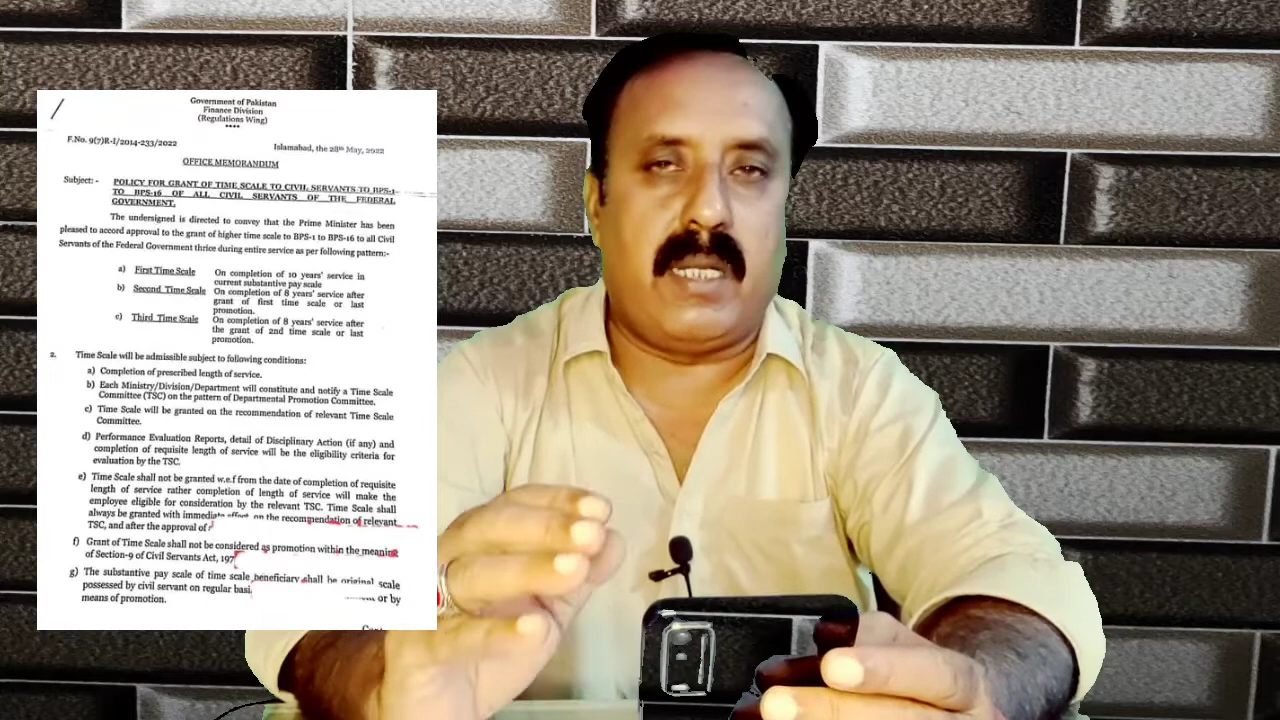 Government of Pakistan
Finance Division
(Regulations Wing)
****
F.No. 9(7)R-I/2014-233/2022
Islamabad, the 28th May, 2022
OFFICE MEMORANDUM
Subject: - POLICY FOR GRANT OF TIME SCALE TO CIVIL SERVANTS TO BPS-1-
TO BPS-16 OF ALL CIVIL SERVANTS OF THE FEDERAL
GOVERNMENT.
The undersigned is directed to convey that the Prime Minister has been
pleased to accord approval to the grant of higher time scale to BPS-1 to BPS-16 to all Civil
Servants of the Federal Government thrice during entire service as per following pattern:-
a) First Time Scale On completion of 10 years' service in
current substantive pay scale
b) Second Time Scale On completion of 8 years' service after
grant of first time scale or last
promotion.
c) Third Time Scale On completion of 8 years' service after
the grant of 2nd time scale or last
promotion.
2. Time Scale will be admissible subject to following conditions:
a) Completion of prescribed length of service.
b) Each Ministry/Division/Department will constitute and notify a Time Scale
Committee (TSC) on the pattern of Departmental Promotion Committee.
c) Time Scale will be granted on the recommendation of relevant Time Scale
Committee.
d) Performance Evaluation Reports, detail of Disciplinary Action (if any) and
completion of requisite length of service will be the eligibility criteria for
evaluation by the TSC.
e) Time Scale shall not be granted w.e.f from the date of completion of requisite
length of service rather completion of length of service will make the
employee eligible for consideration by the relevant TSC. Time Scale shall
always be granted with immediate effect on the recommendation of relevant
TSC, and after the approval of
f) Grant of Time Scale shall not be considered as promotion within the meaning
of Section-9 of Civil Servants Act, 197
g) The substantive pay scale of time scale beneficiary shall be original scale
possessed by civil servant on regular basi or by
means of promotion.